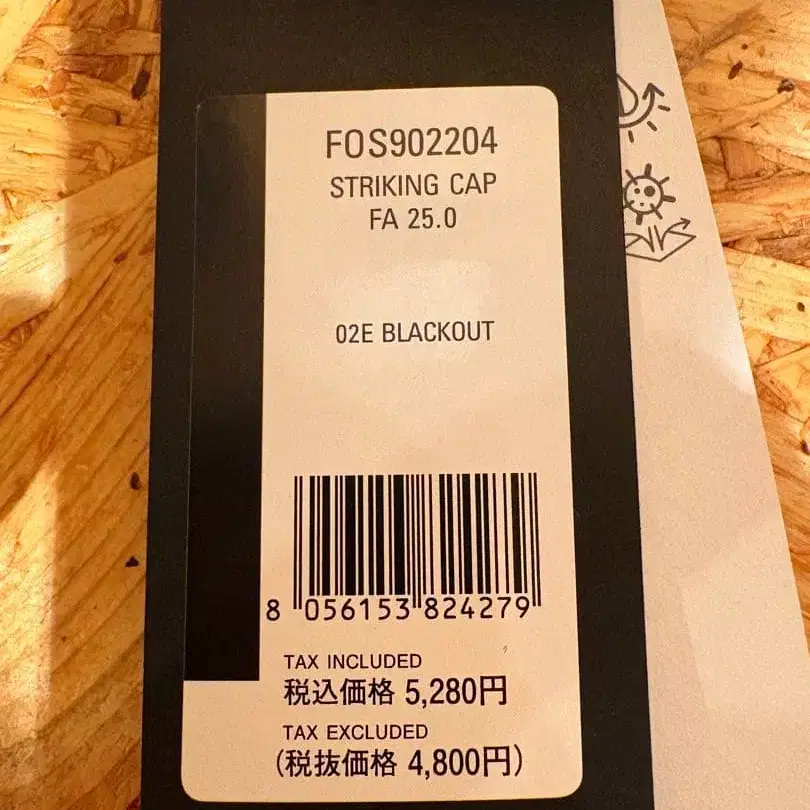 FOS902204
STRIKING CAP
FA 25.0
02E BLACKOUT
8 056153 824279
TAX INCLUDED
税込価格 5,280円
TAX EXCLUDED
(税抜価格 4,800円)